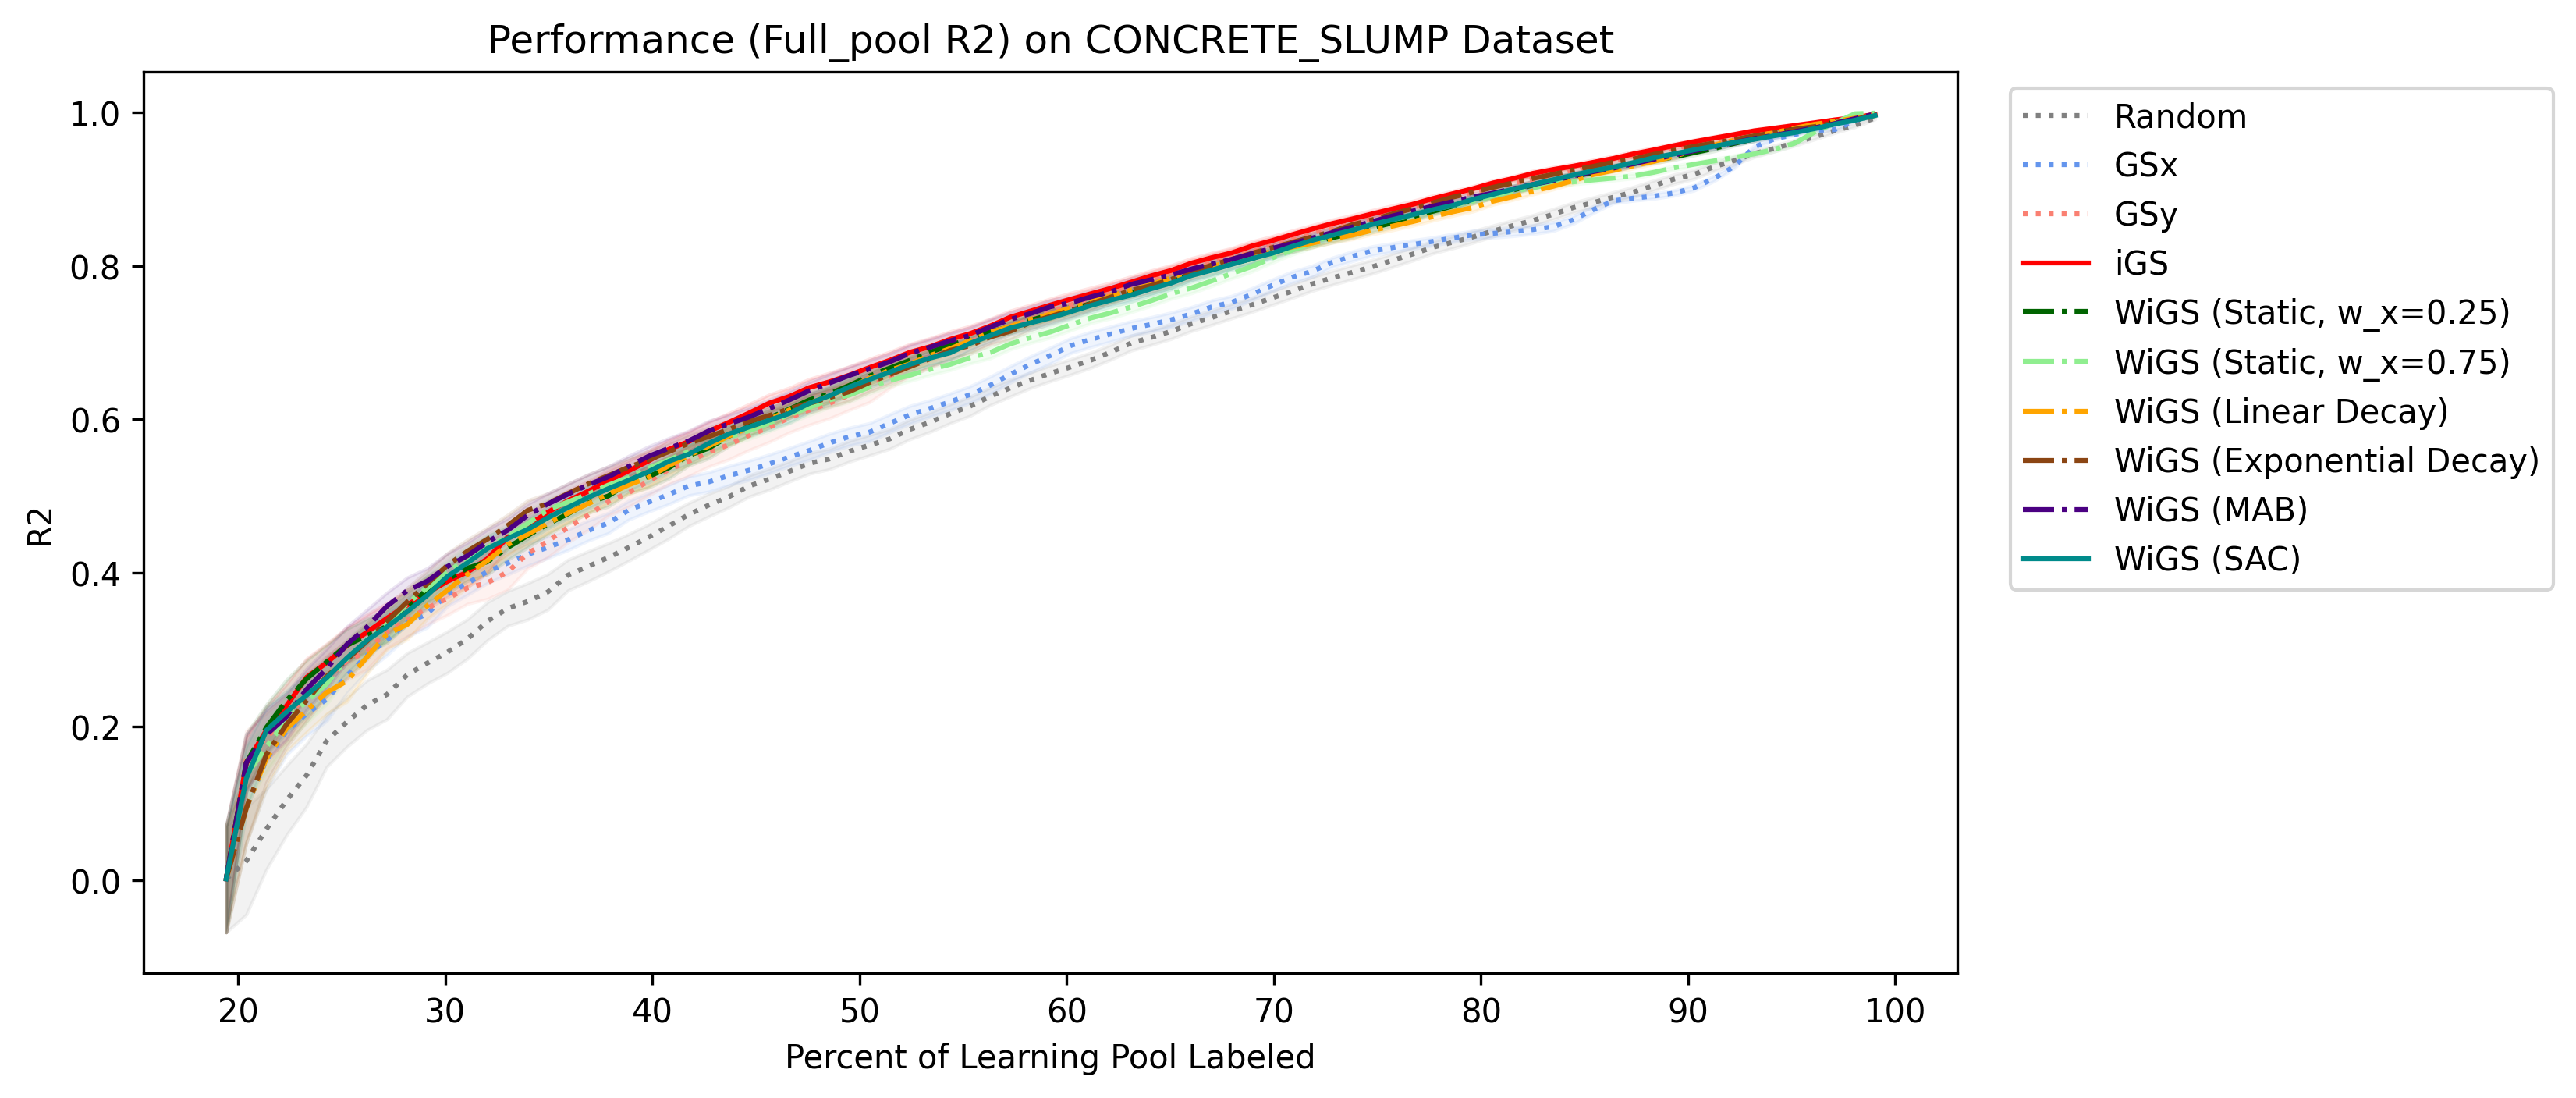 Performance (Full_pool R2) on CONCRETE_SLUMP Dataset
R2
1.0
0.8
0.6
0.4
0.2
0.0
20 30 40 50 60 70 80 90 100
Percent of Learning Pool Labeled
Random
GSx
GSy
iGS
WiGS (Static, w_x=0.25)
WiGS (Static, w_x=0.75)
WiGS (Linear Decay)
WiGS (Exponential Decay)
WiGS (MAB)
WiGS (SAC)